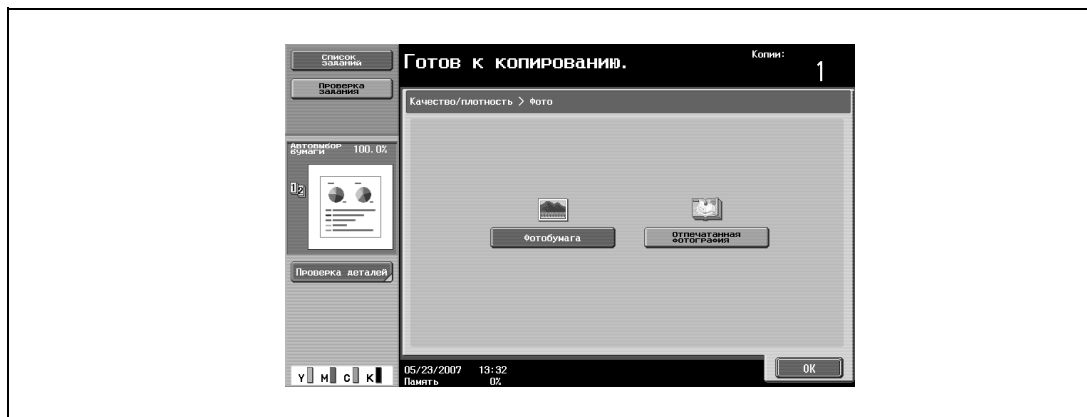 Список
заданий
Готов к копированию.
Копии:
1
Проверка
задания
Качество/плотность > Фото
Автовыбор
бумаги
100.0%
12
Фотобумага
Отпечатанная
фотография
Проверка деталей
Y M C K
05/23/2007 13:32
Память 0%
OK